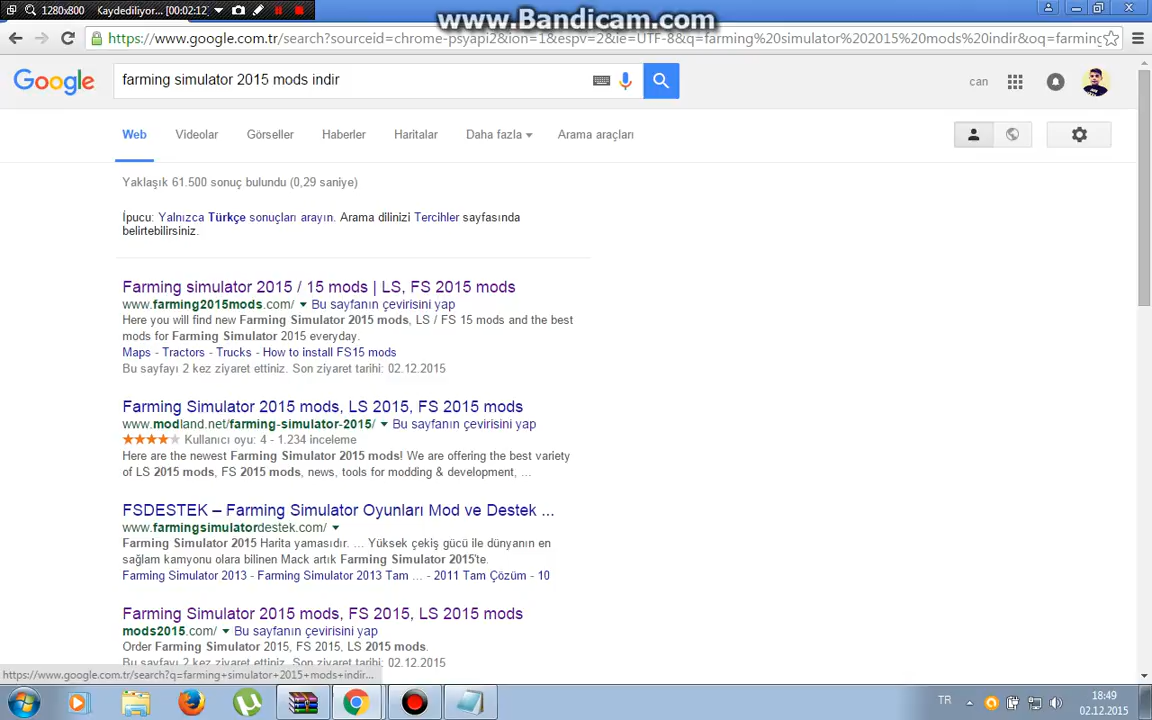 1280x800 Kaydediliyor... [00:02:12]
www.Bandicam.com
https://www.google.com.tr/search?sourceid=chrome-psyapi2&ion=1&espv=2&ie=UTF-8&q=farming%20simulator%202015%20mods%20indir&oq=farming
Google farming simulator 2015 mods indir can
Web Videolar Görseller Haberler Haritalar Daha fazla Arama araçları
Yaklaşık 61.500 sonuç bulundu (0,29 saniye)
İpucu: Yalnızca Türkçe sonuçları arayın. Arama dilinizi Tercihler sayfasında
belirtebilirsiniz.
Farming simulator 2015 / 15 mods | LS, FS 2015 mods
www.farming2015mods.com/ Bu sayfanın çevirisini yap
Here you will find new Farming Simulator 2015 mods, LS / FS 15 mods and the best
mods for Farming Simulator 2015 everyday.
Maps - Tractors - Trucks - How to install FS15 mods
Bu sayfayı 2 kez ziyaret ettiniz. Son ziyaret tarihi: 02.12.2015
Farming Simulator 2015 mods, LS 2015, FS 2015 mods
www.modland.net/farming-simulator-2015/ Bu sayfanın çevirisini yap
Kullanıcı oyu: 4 - 1.234 inceleme
Here are the newest Farming Simulator 2015 mods! We are offering the best variety
of LS 2015 mods, FS 2015 mods, news, tools for modding & development, ...
FSDESTEK – Farming Simulator Oyunları Mod ve Destek ...
www.farmingsimulatordestek.com/
Farming Simulator 2015 Harita yamasıdır. ... Yüksek çekiş gücü ile dünyanın en
sağlam kamyonu olara bilinen Mack artık Farming Simulator 2015'te.
Farming Simulator 2013 - Farming Simulator 2013 Tam ... - 2011 Tam Çözüm - 10
Farming Simulator 2015 mods, FS 2015, LS 2015 mods
mods2015.com/ Bu sayfanın çevirisini yap
Order Farming Simulator 2015, FS 2015, LS 2015 mods.
Bu sayfayı 2 kez ziyaret ettiniz. Son ziyaret tarihi: 02.12.2015
https://www.google.com.tr/search?q=farming+simulator+2015+mods+indir...
TR 18:49
02.12.2015